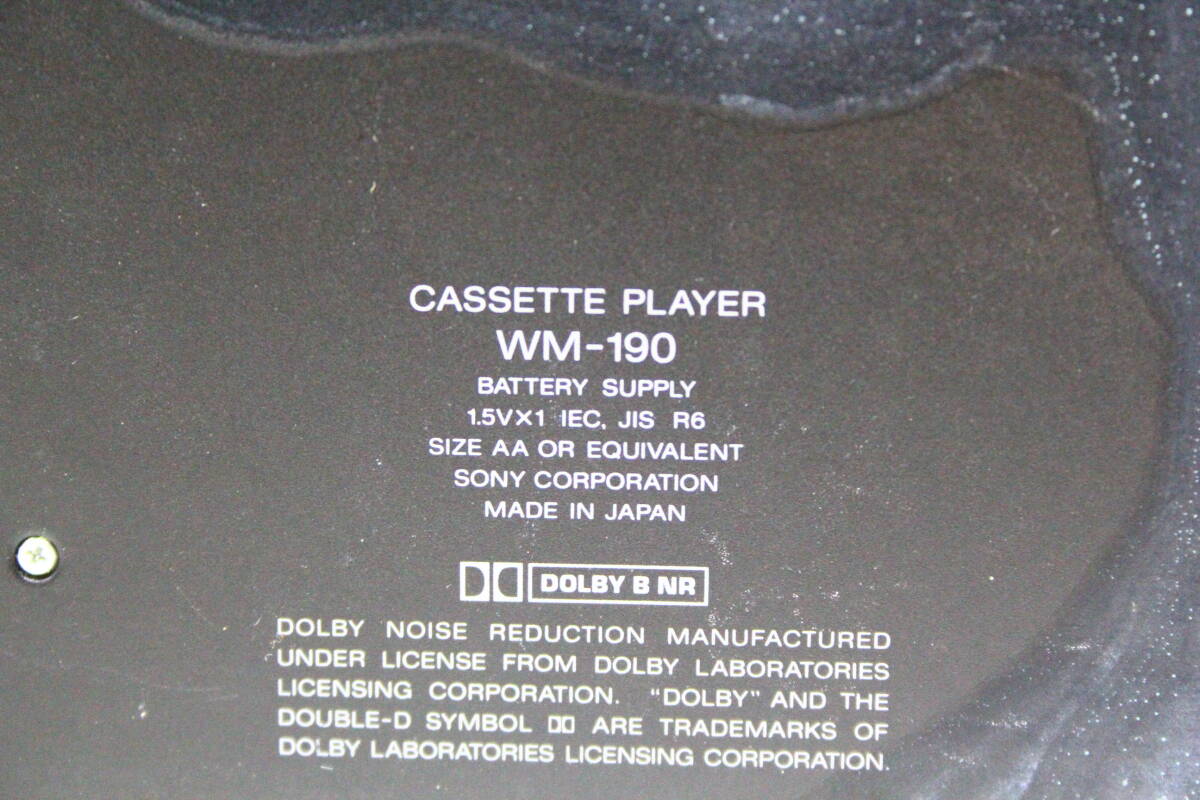 CASSETTE PLAYER
WM-190
BATTERY SUPPLY
1.5V×1 IEC, JIS R6
SIZE AA OR EQUIVALENT
SONY CORPORATION
MADE IN JAPAN
DOLBY B NR
DOLBY NOISE REDUCTION MANUFACTURED
UNDER LICENSE FROM DOLBY LABORATORIES
LICENSING CORPORATION. “DOLBY” AND THE
DOUBLE-D SYMBOL ARE TRADEMARKS OF
DOLBY LABORATORIES LICENSING CORPORATION.